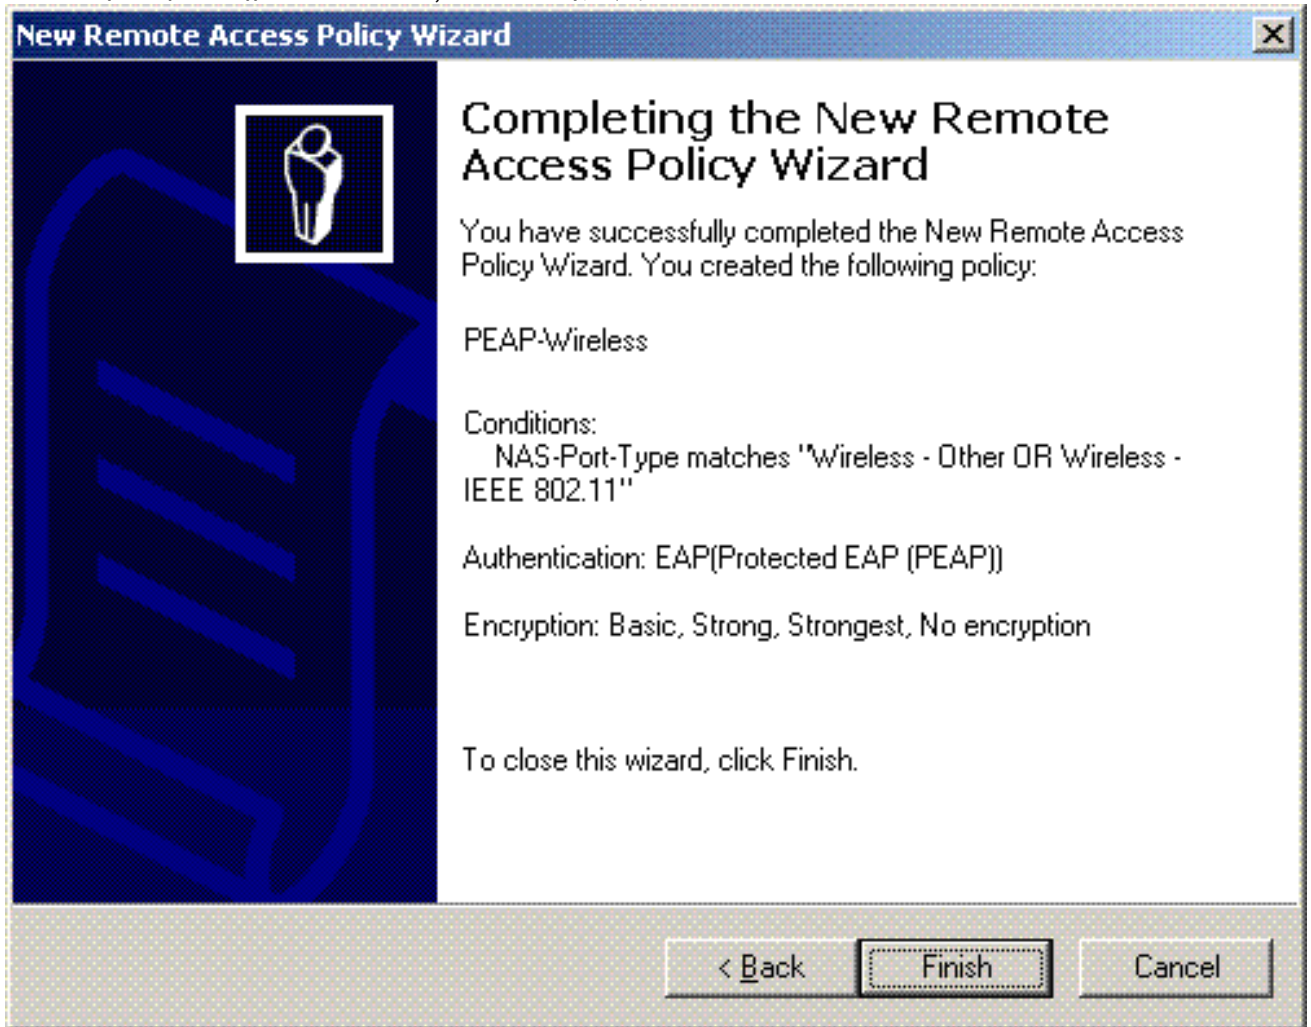 New Remote Access Policy Wizard
Completing the New Remote
Access Policy Wizard
You have successfully completed the New Remote Access
Policy Wizard. You created the following policy:
PEAP-Wireless
Conditions:
NAS-Port-Type matches "Wireless - Other OR Wireless -
IEEE 802.11"
Authentication: EAP(Protected EAP (PEAP))
Encryption: Basic, Strong, Strongest, No encryption
To close this wizard, click Finish.
< Back
Finish
Cancel